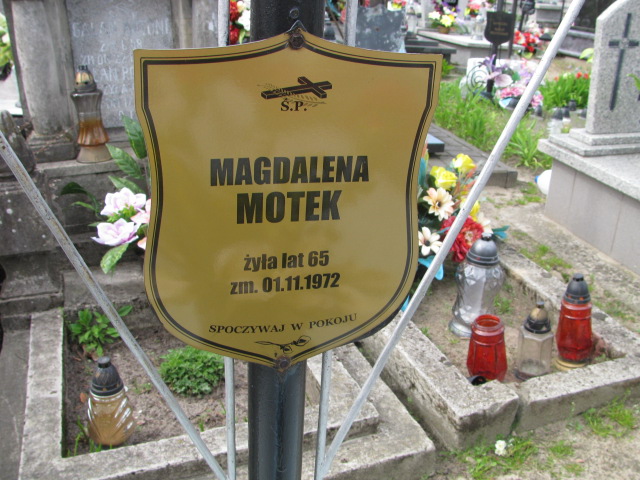 Ś.P.
MAGDALENA
MOTEK
żyła lat 65
zm. 01.11.1972
SPOCZYWAJ W POKOJU